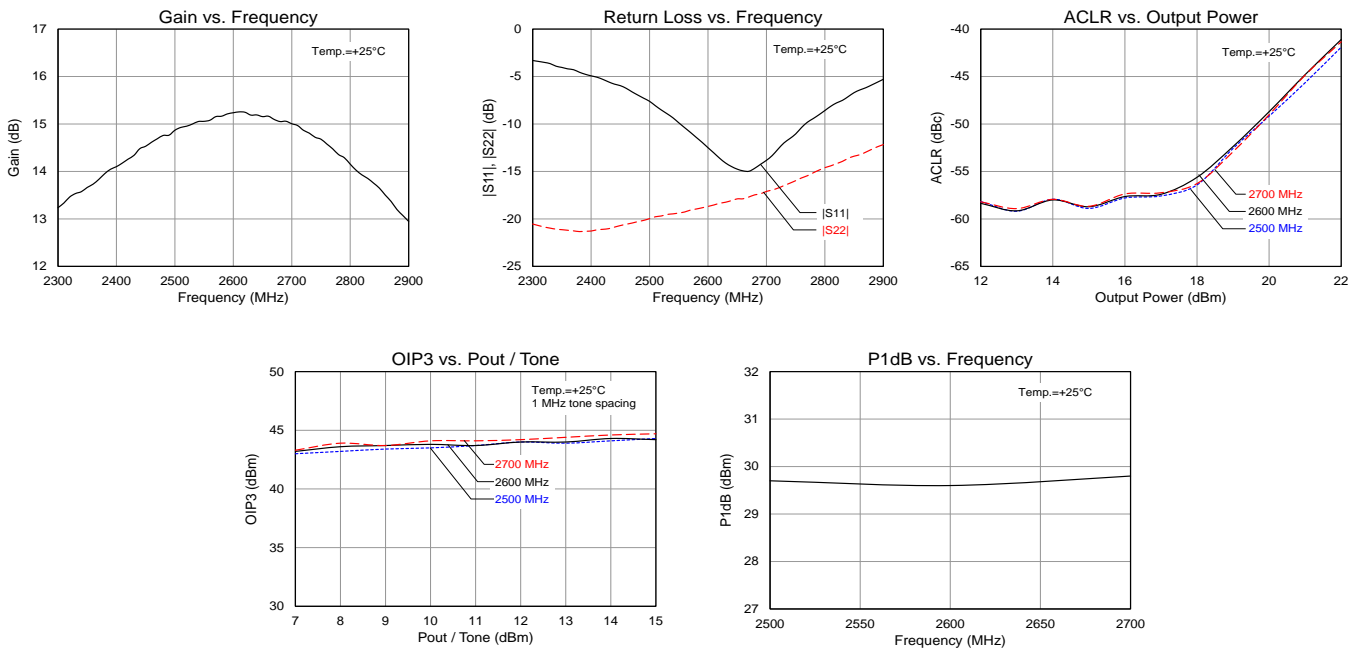 Gain vs. Frequency
17
16
15
14
13
12
Gain (dB)
Temp.=+25°C
2300 2400 2500 2600 2700 2800 2900
Frequency (MHz)
Return Loss vs. Frequency
0
-5
-10
-15
-20
-25
|S11|, |S22| (dB)
Temp.=+25°C
|S11|
|S22|
2300 2400 2500 2600 2700 2800 2900
Frequency (MHz)
ACLR vs. Output Power
-40
-45
-50
-55
-60
-65
ACLR (dBc)
Temp.=+25°C
2700 MHz
2600 MHz
2500 MHz
12 14 16 18 20 22
Output Power (dBm)
OIP3 vs. Pout / Tone
50
45
40
35
30
OIP3 (dBm)
Temp.=+25°C
1 MHz tone spacing
2700 MHz
2600 MHz
2500 MHz
7 8 9 10 11 12 13 14 15
Pout / Tone (dBm)
P1dB vs. Frequency
32
31
30
29
28
27
P1dB (dBm)
Temp.=+25°C
2500 2550 2600 2650 2700
Frequency (MHz)